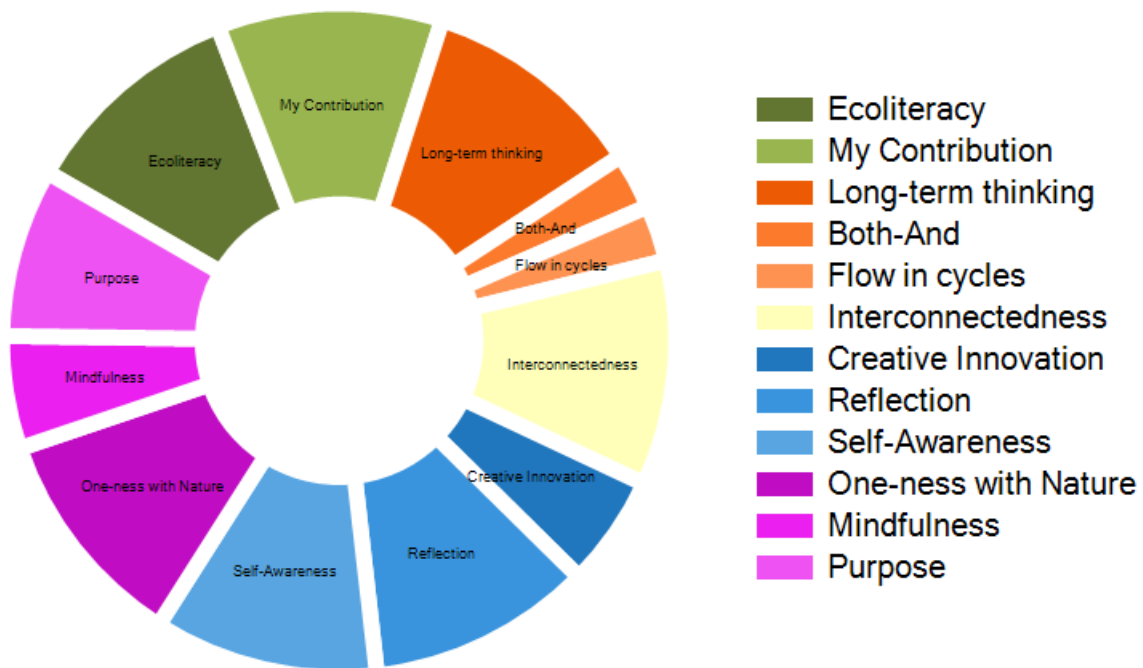 My Contribution
Long-term thinking
Ecoliteracy
Both-And
Flow in cycles
Purpose
Interconnectedness
Mindfulness
Creative Innovation
One-ness with Nature
Reflection
Self-Awareness
Ecoliteracy
My Contribution
Long-term thinking
Both-And
Flow in cycles
Interconnectedness
Creative Innovation
Reflection
Self-Awareness
One-ness with Nature
Mindfulness
Purpose